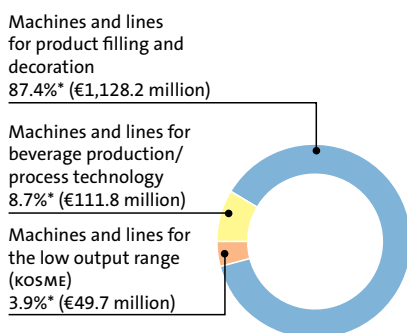 Machines and lines
for product filling and
decoration
87.4%* (€1,128.2 million)
Machines and lines for
beverage production/
process technology
8.7%* (€111.8 million)
Machines and lines for
the low output range
(KOSME)
3.9%* (€49.7 million)